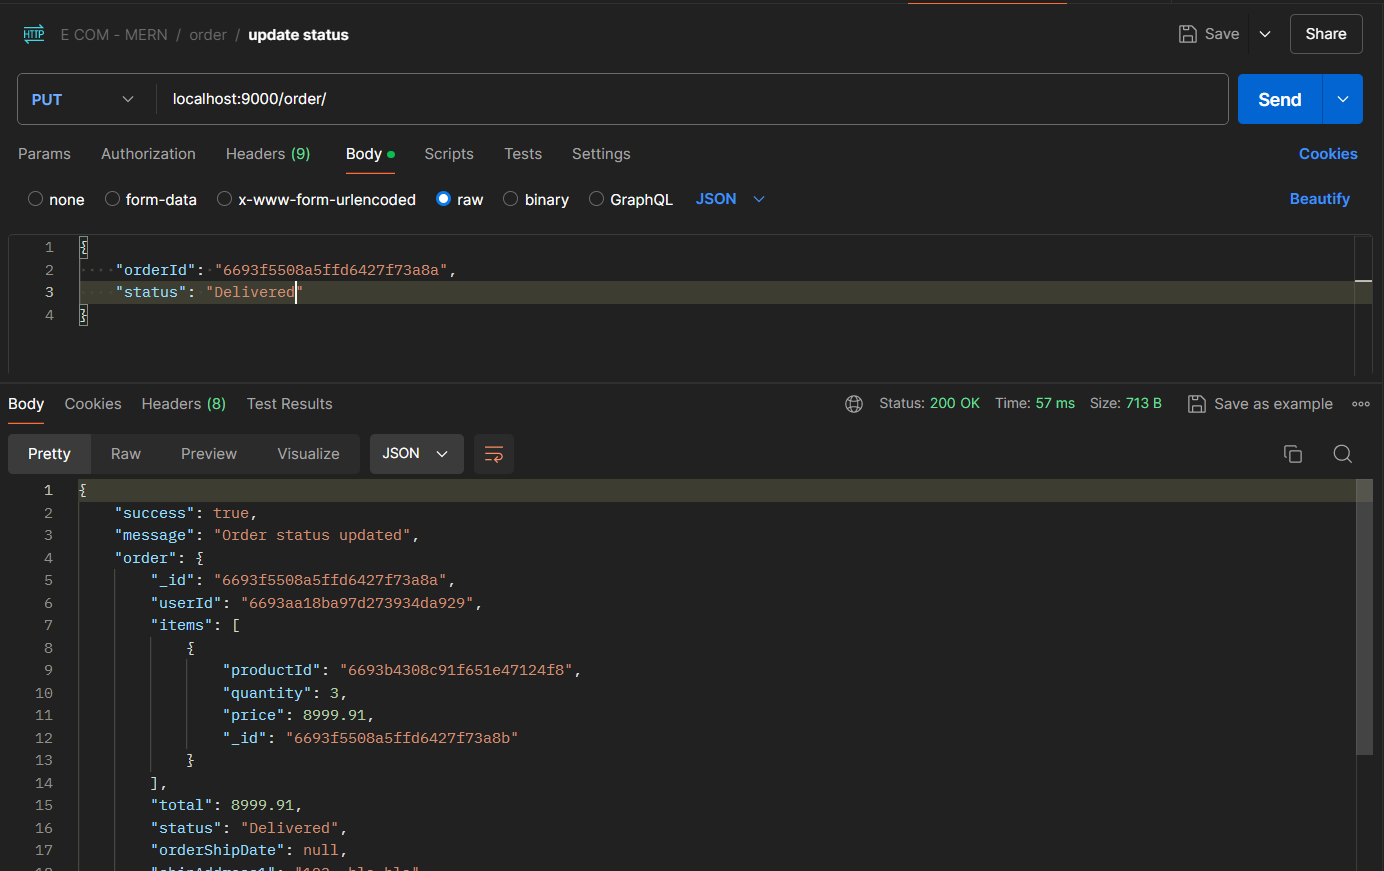 HTTP E COM - MERN / order / update status Save Share
PUT localhost:9000/order/ Send
Params Authorization Headers (9) Body Scripts Tests Settings Cookies
none form-data x-www-form-urlencoded raw binary GraphQL JSON Beautify
1 {
2 "orderId": "6693f5508a5ffd6427f73a8a",
3 "status": "Delivered"
4 }
Body Cookies Headers (8) Test Results Status: 200 OK Time: 57 ms Size: 713 B Save as example
Pretty Raw Preview Visualize JSON
1 {
2 "success": true,
3 "message": "Order status updated",
4 "order": {
5 "_id": "6693f5508a5ffd6427f73a8a",
6 "userId": "6693aa18ba97d273934da929",
7 "items": [
8 {
9 "productId": "6693b4308c91f651e47124f8",
10 "quantity": 3,
11 "price": 8999.91,
12 "_id": "6693f5508a5ffd6427f73a8b"
13 }
14 ],
15 "total": 8999.91,
16 "status": "Delivered",
17 "orderShipDate": null,